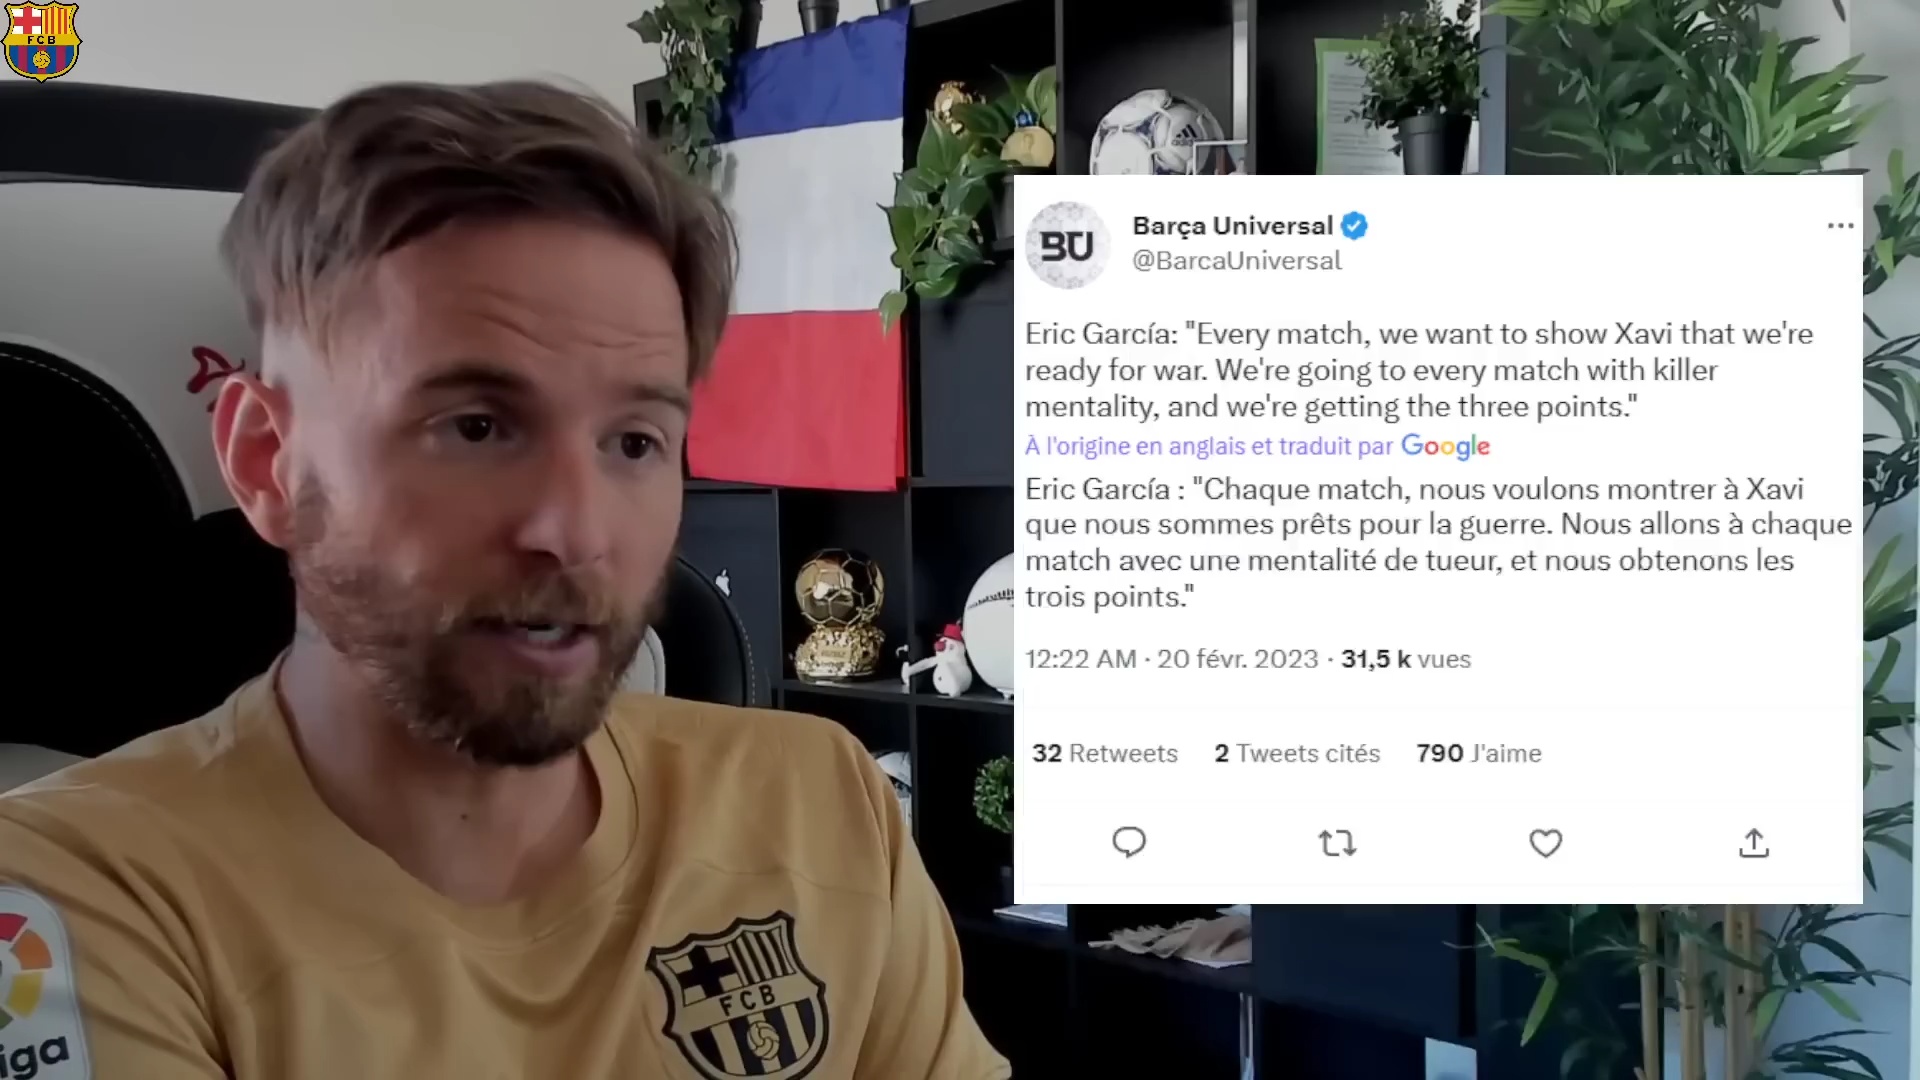 FCB
adidas
BU
Barça Universal
@BarcaUniversal
Eric García: "Every match, we want to show Xavi that we're
ready for war. We're going to every match with killer
mentality, and we're getting the three points."
À l'origine en anglais et traduit par Google
Eric García : "Chaque match, nous voulons montrer à Xavi
que nous sommes prêts pour la guerre. Nous allons à chaque
match avec une mentalité de tueur, et nous obtenons les
trois points."
12:22 AM · 20 févr. 2023 · 31,5 k vues
32 Retweets 2 Tweets cités 790 J'aime
FCB
iga